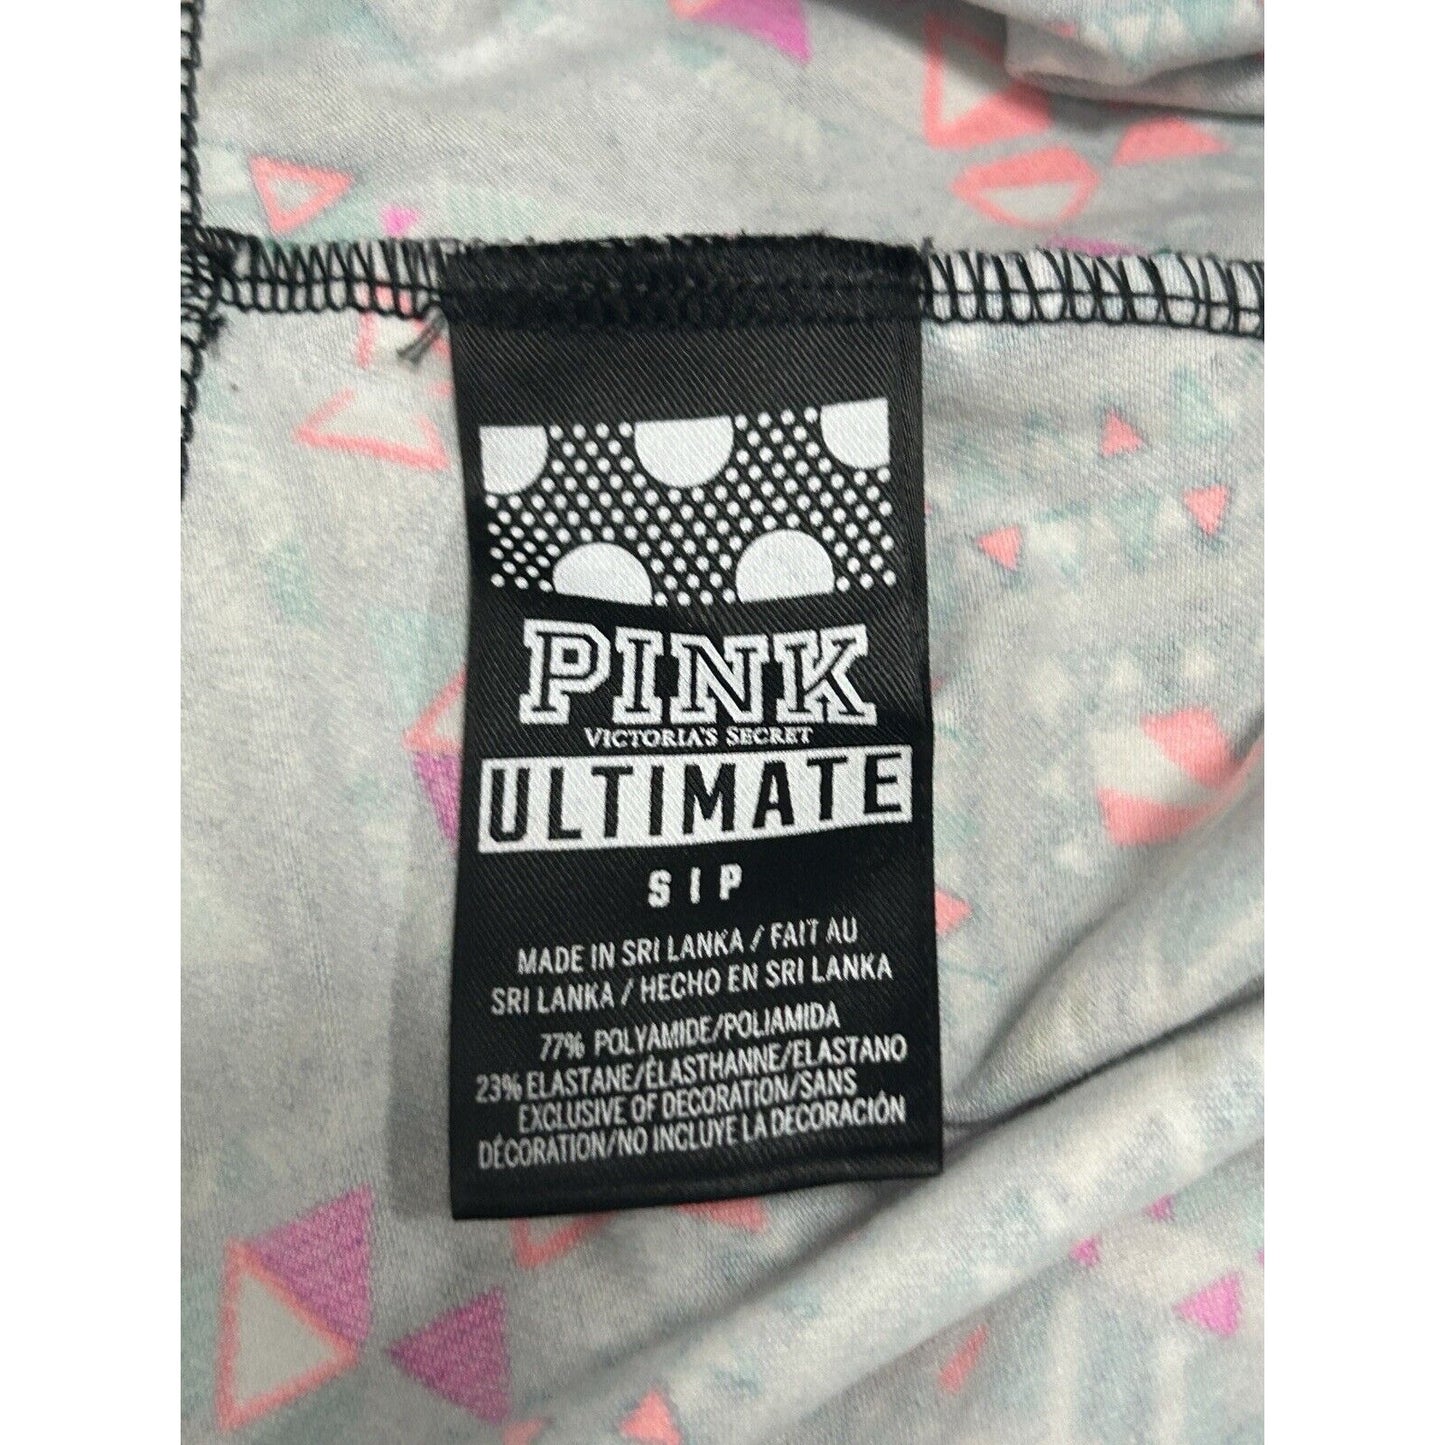 PINK
VICTORIA'S SECRET
ULTIMATE
S I P
MADE IN SRI LANKA / FAIT AU
SRI LANKA / HECHO EN SRI LANKA
77% POLYAMIDE/POLIAMIDA
23% ELASTANE/ÉLASTHANNE/ELASTANO
EXCLUSIVE OF DECORATION/SANS
DÉCORATION/NO INCLUYE LA DECORACIÓN